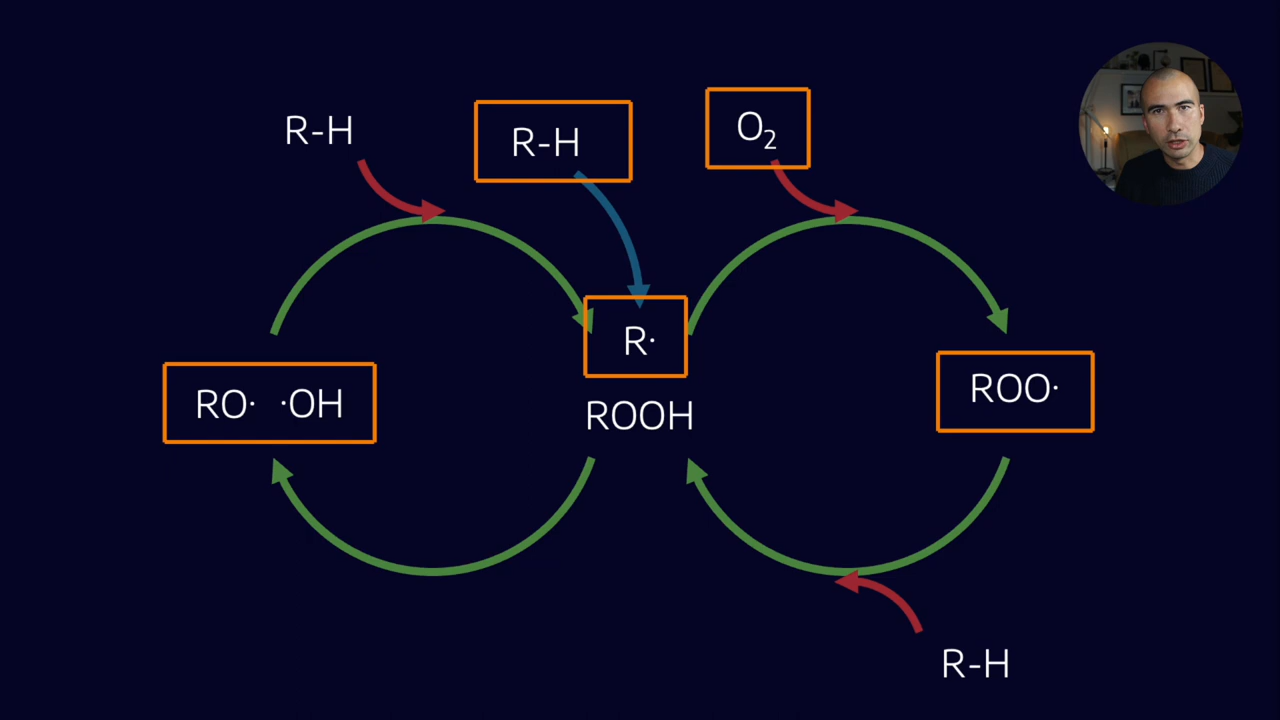 R-H
R-H
O₂
R·
RO· ·OH
ROOH
ROO·
R-H